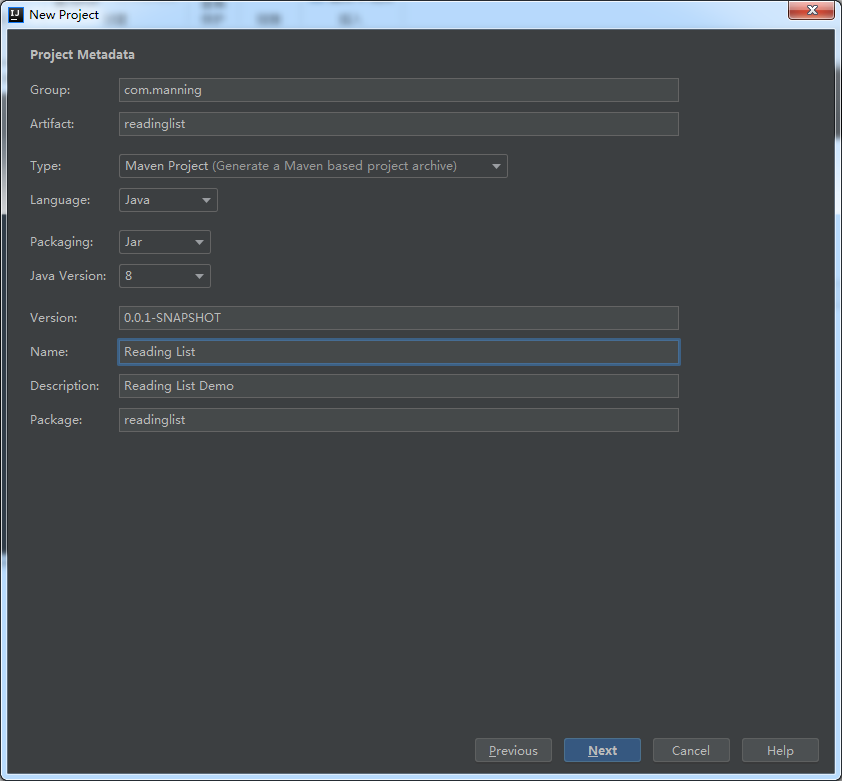 New Project
Project Metadata
Group: com.manning
Artifact: readinglist
Type: Maven Project (Generate a Maven based project archive)
Language: Java
Packaging: Jar
Java Version: 8
Version: 0.0.1-SNAPSHOT
Name: Reading List
Description: Reading List Demo
Package: readinglist
Previous Next Cancel Help